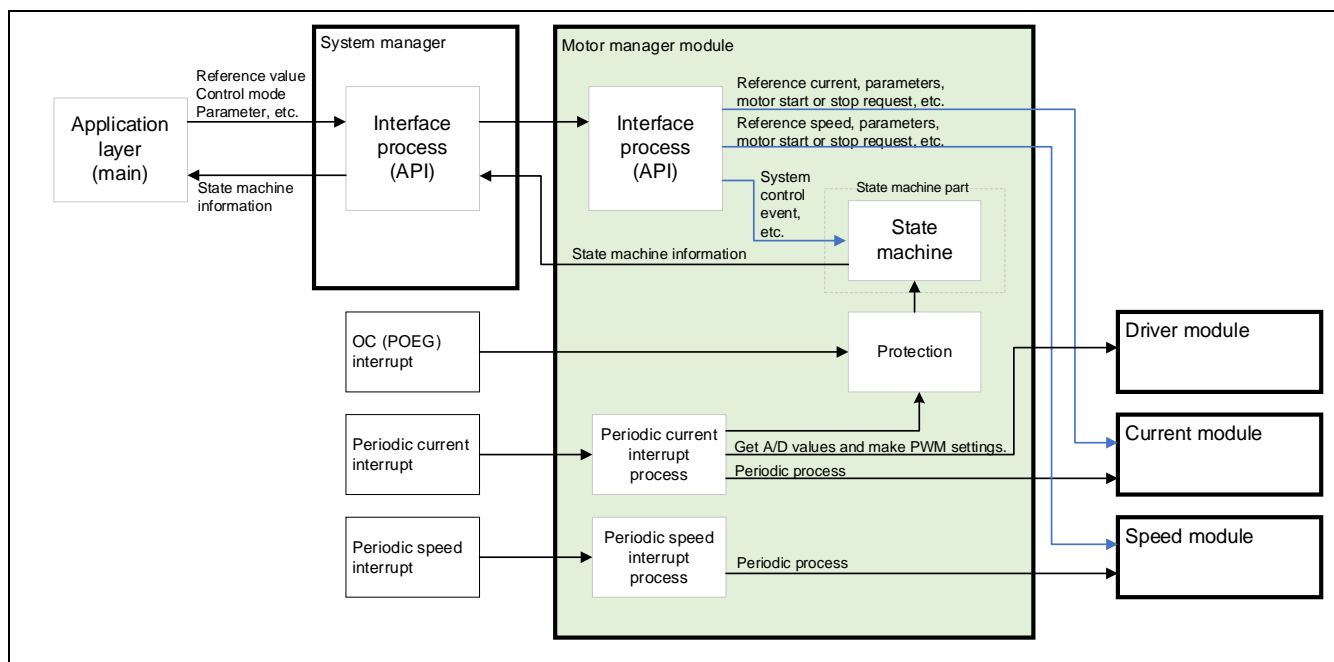 System manager
Motor manager module
Reference value
Control mode
Parameter, etc.
Application
layer
(main)
State machine
information
Interface
process
(API)
Interface
process
(API)
Reference current, parameters,
motor start or stop request, etc.
Reference speed, parameters,
motor start or stop request, etc.
System
control
event,
etc.
State machine part
State
machine
State machine information
OC (POEG)
interrupt
Protection
Driver module
Periodic current
interrupt
Periodic current
interrupt
process
Get A/D values and make PWM settings.
Periodic process
Current module
Periodic speed
interrupt
Periodic speed
interrupt
process
Periodic process
Speed module